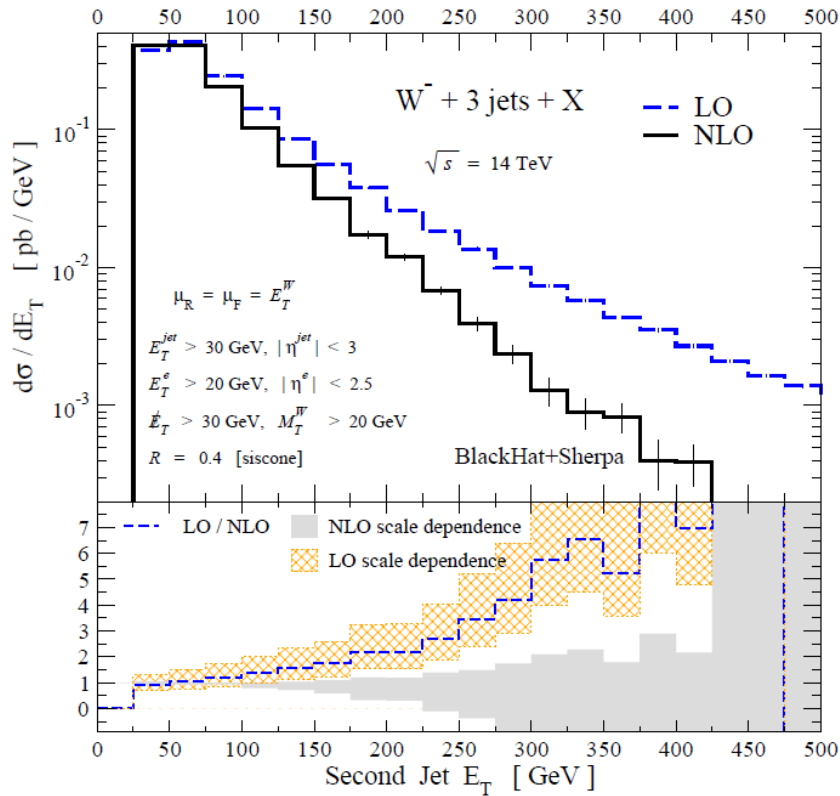 0 50 100 150 200 250 300 350 400 450 500
W⁻ + 3 jets + X
LO
NLO
√s = 14 TeV
10⁻¹
10⁻²
10⁻³
dσ / dE_T [ pb / GeV ]
μ_R = μ_F = E_T^W
E_T^jet > 30 GeV, | η^jet | < 3
E_T^e > 20 GeV, | η^e | < 2.5
E̸_T > 30 GeV, M_T^W > 20 GeV
R = 0.4 [siscone]
BlackHat+Sherpa
LO / NLO
NLO scale dependence
LO scale dependence
7
6
5
4
3
2
1
0
0 50 100 150 200 250 300 350 400 450 500
Second Jet E_T [ GeV ]